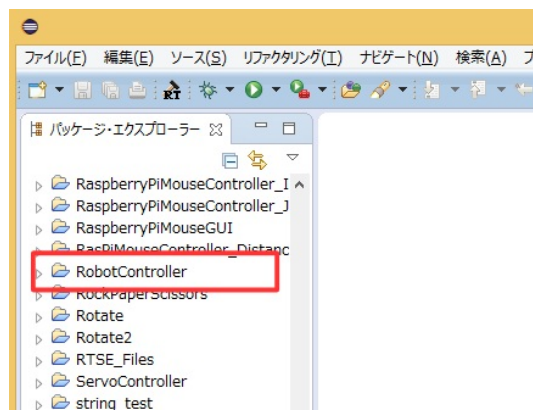 ファイル(F) 編集(E) ソース(S) リファクタリング(T) ナビゲート(N) 検索(A)
RT
パッケージ・エクスプローラー
RaspberryPiMouseController_I
RaspberryPiMouseController_J
RaspberryPiMouseGUI
RasPiMouseController_Distanc
RobotController
RockPaperScissors
Rotate
Rotate2
RTSE_Files
ServoController
string_test